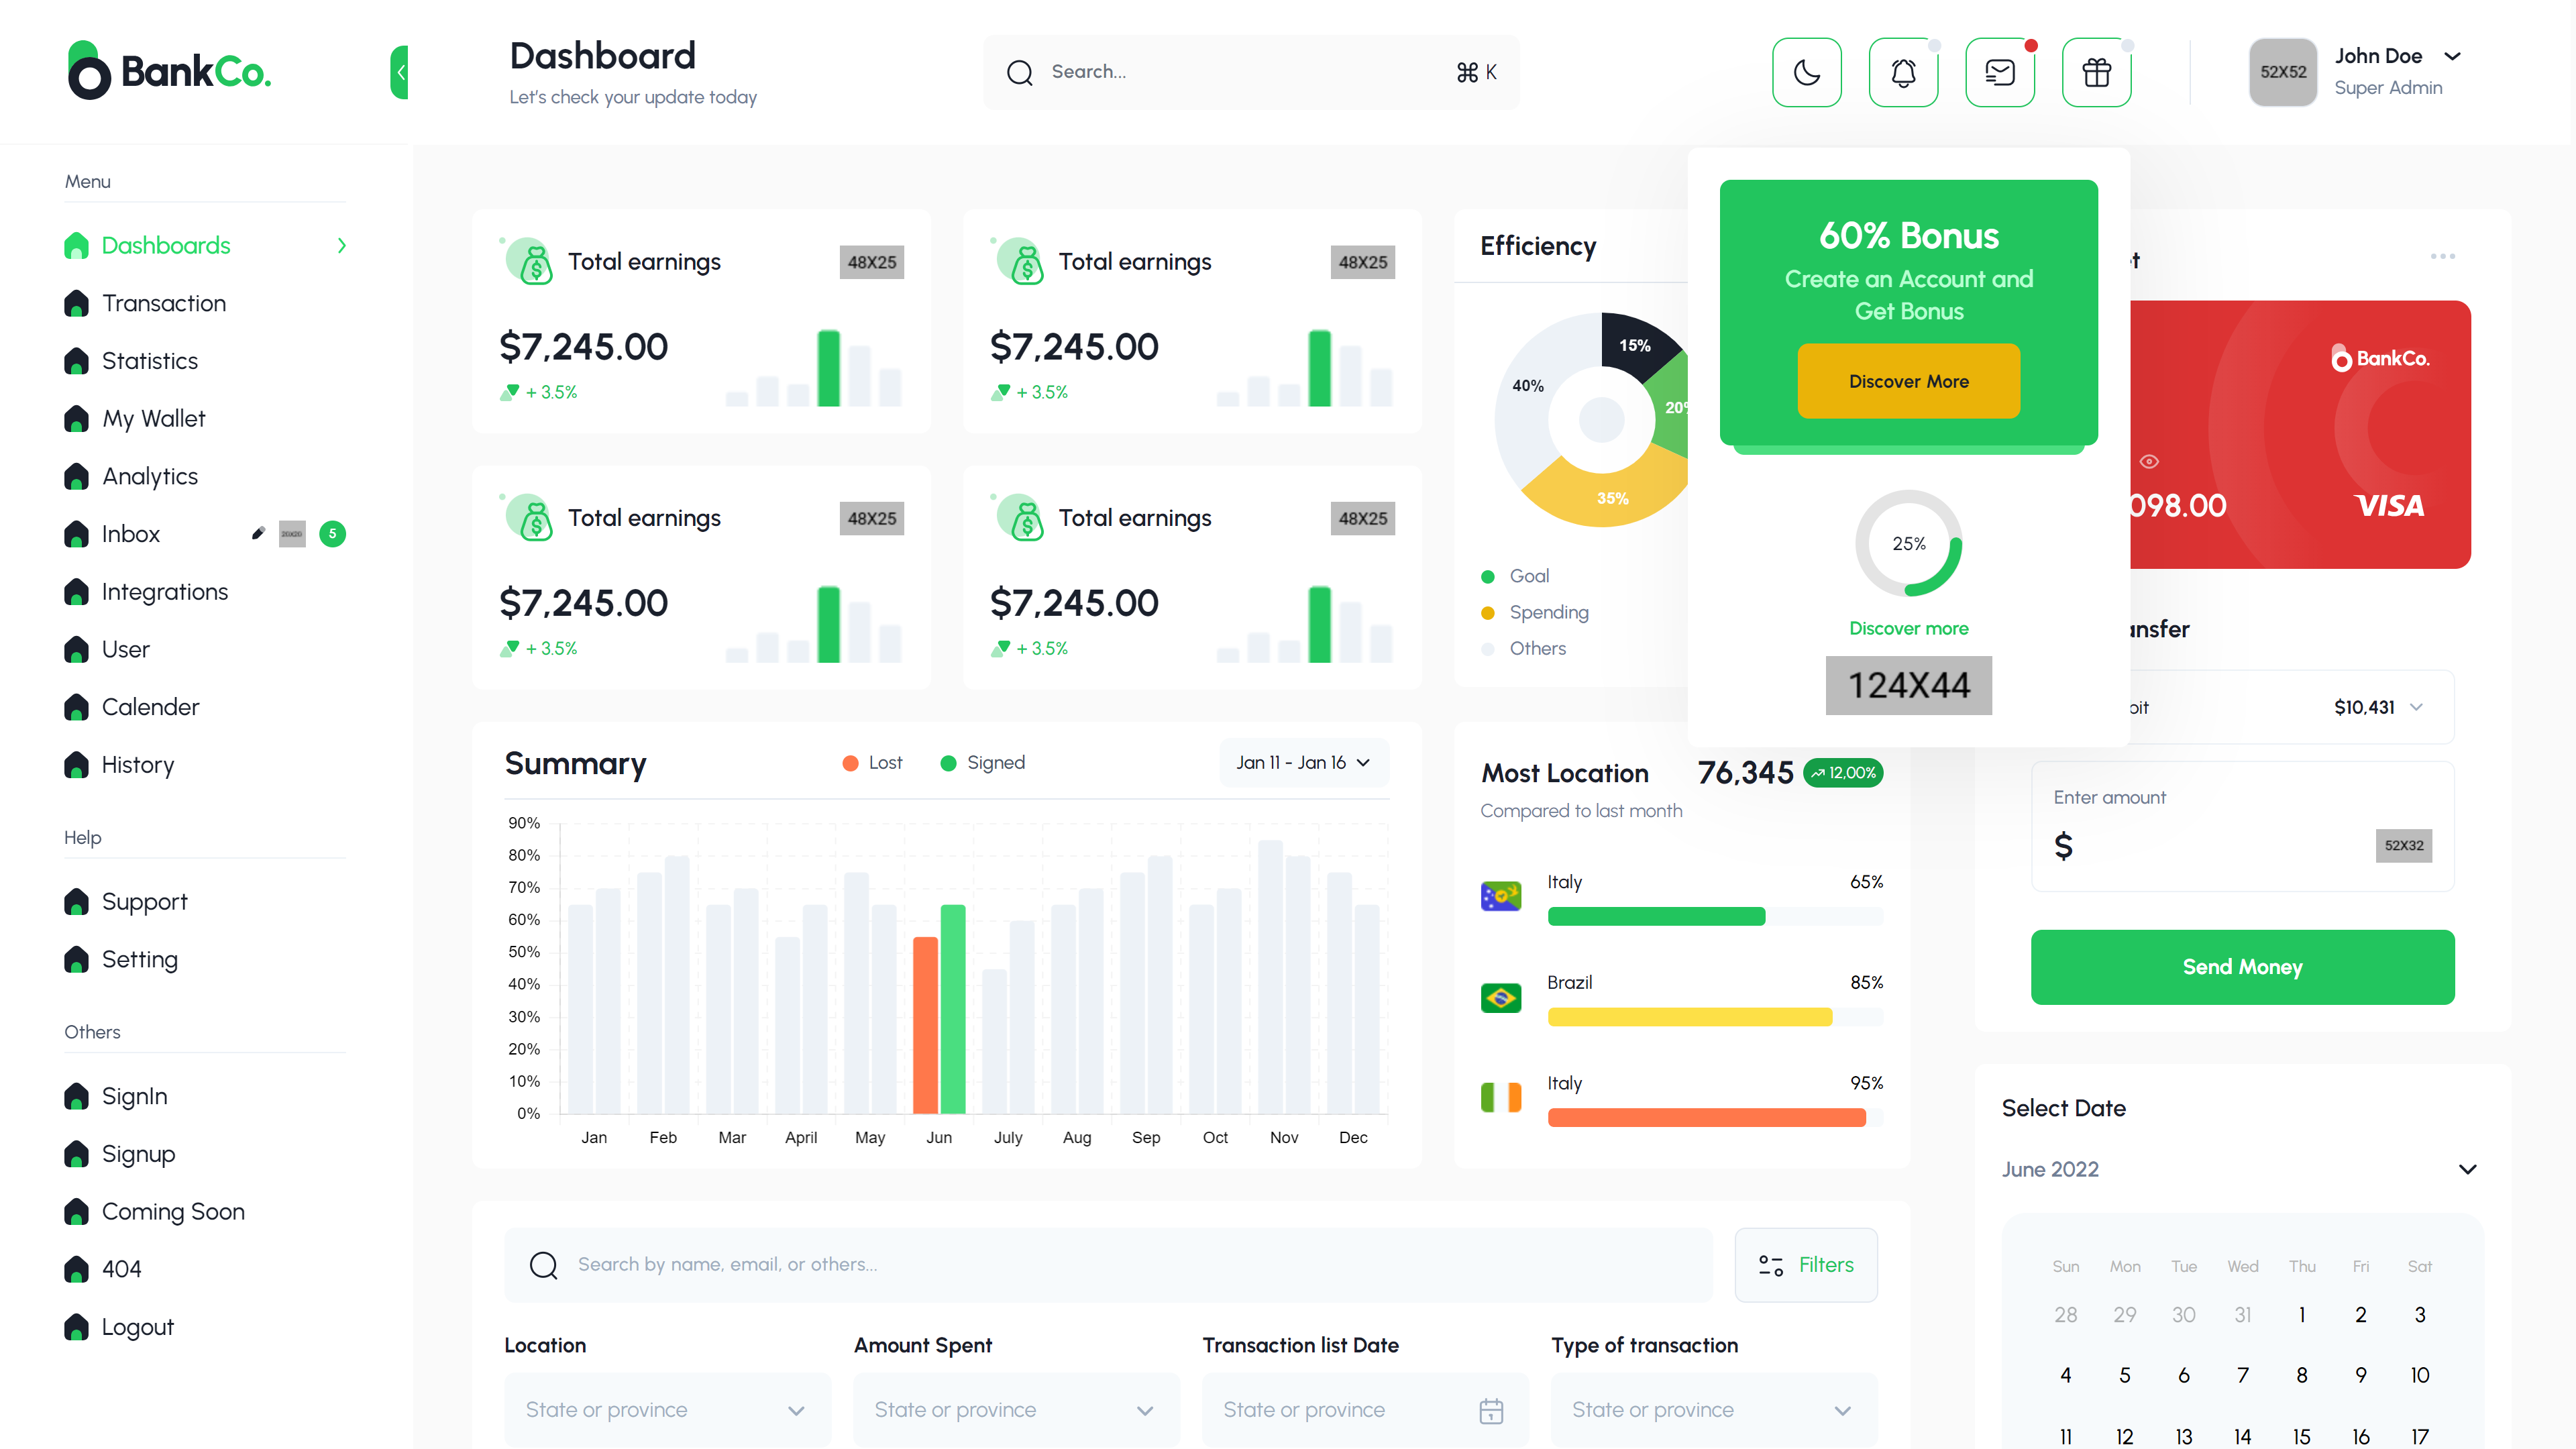 BankCo.
Dashboard
Let's check your update today
Search...
⌘ K
52X52
John Doe
Super Admin
Menu
Dashboards
Transaction
Statistics
My Wallet
Analytics
Inbox
20X20
5
Integrations
User
Calender
History
Help
Support
Setting
Others
SignIn
Signup
Coming Soon
404
Logout
Total earnings
48X25
$7,245.00
+ 3.5%
Total earnings
48X25
$7,245.00
+ 3.5%
Total earnings
48X25
$7,245.00
+ 3.5%
Total earnings
48X25
$7,245.00
+ 3.5%
Efficiency
15%
40%
35%
Goal
Spending
Others
60% Bonus
Create an Account and
Get Bonus
Discover More
25%
Discover more
124X44
BankCo.
098.00
VISA
$10,431
Enter amount
$
52X32
Send Money
Summary
Lost
Signed
Jan 11 - Jan 16
90%
80%
70%
60%
50%
40%
30%
20%
10%
0%
Jan Feb Mar April May Jun July Aug Sep Oct Nov Dec
Most Location
76,345
12,00%
Compared to last month
Italy 65%
Brazil 85%
Italy 95%
Select Date
June 2022
Sun Mon Tue Wed Thu Fri Sat
28 29 30 31 1 2 3
4 5 6 7 8 9 10
11 12 13 14 15 16 17
Search by name, email, or others...
Filters
Location
State or province
Amount Spent
State or province
Transaction list Date
State or province
Type of transaction
State or province